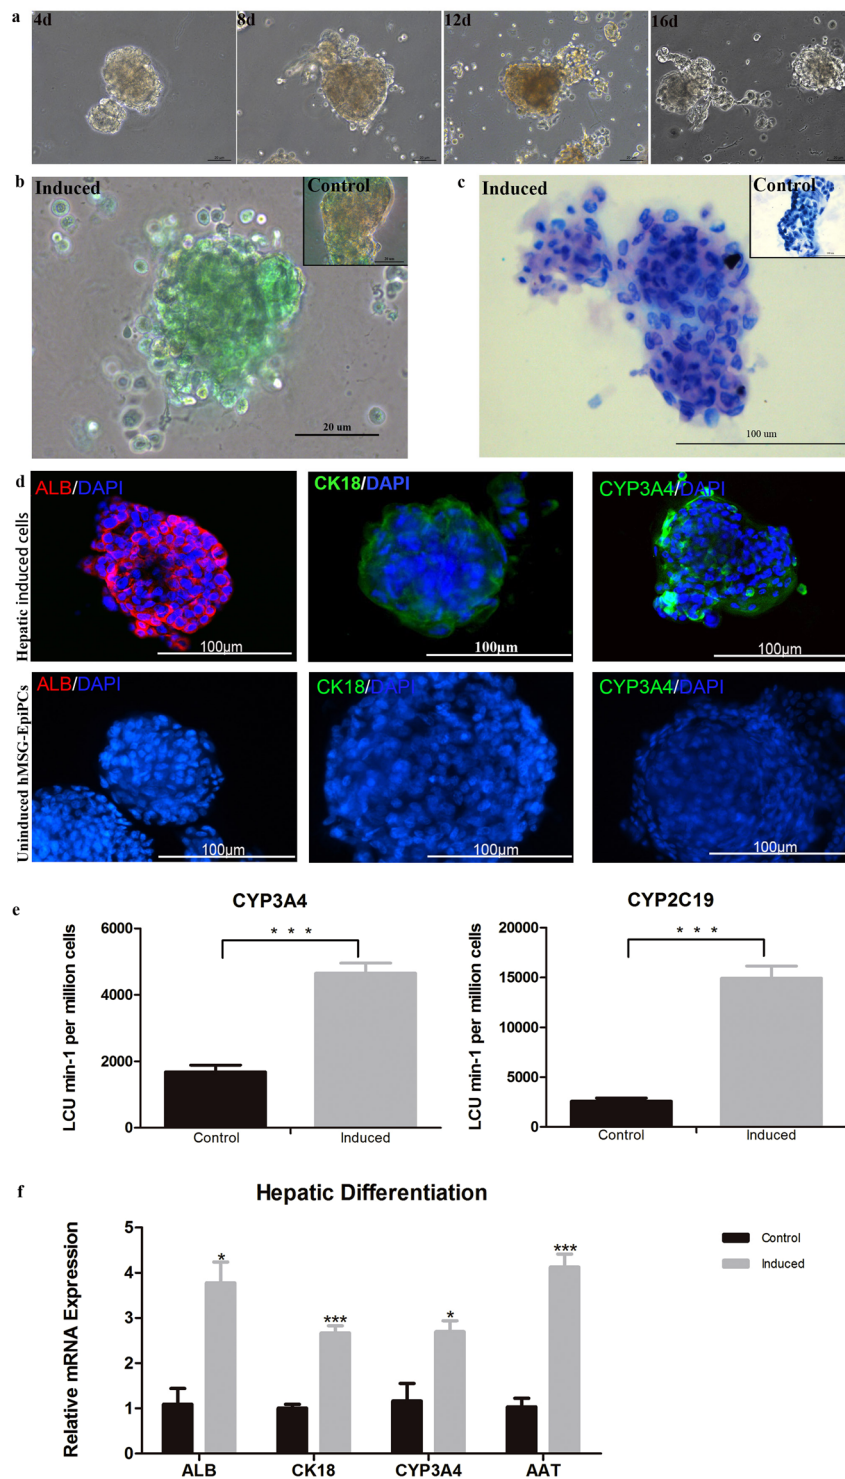 a
4d
8d
12d
16d
b
Induced
Control
c
Induced
Control
20 um
100 um
d
Hepatic induced cells
ALB/DAPI
CK18/DAPI
CYP3A4/DAPI
100µm
100µm
100µm
Uninduced hMSG-EpiPCs
ALB/DAPI
CK18/DAPI
CYP3A4/DAPI
100µm
100µm
100µm
e
CYP3A4
LCU min-1 per million cells
6000
4000
2000
0
* * *
Control
Induced
CYP2C19
LCU min-1 per million cells
20000
15000
10000
5000
0
* * *
Control
Induced
f
Hepatic Differentiation
Relative mRNA Expression
5
4
3
2
1
0
*
***
*
***
ALB
CK18
CYP3A4
AAT
Control
Induced